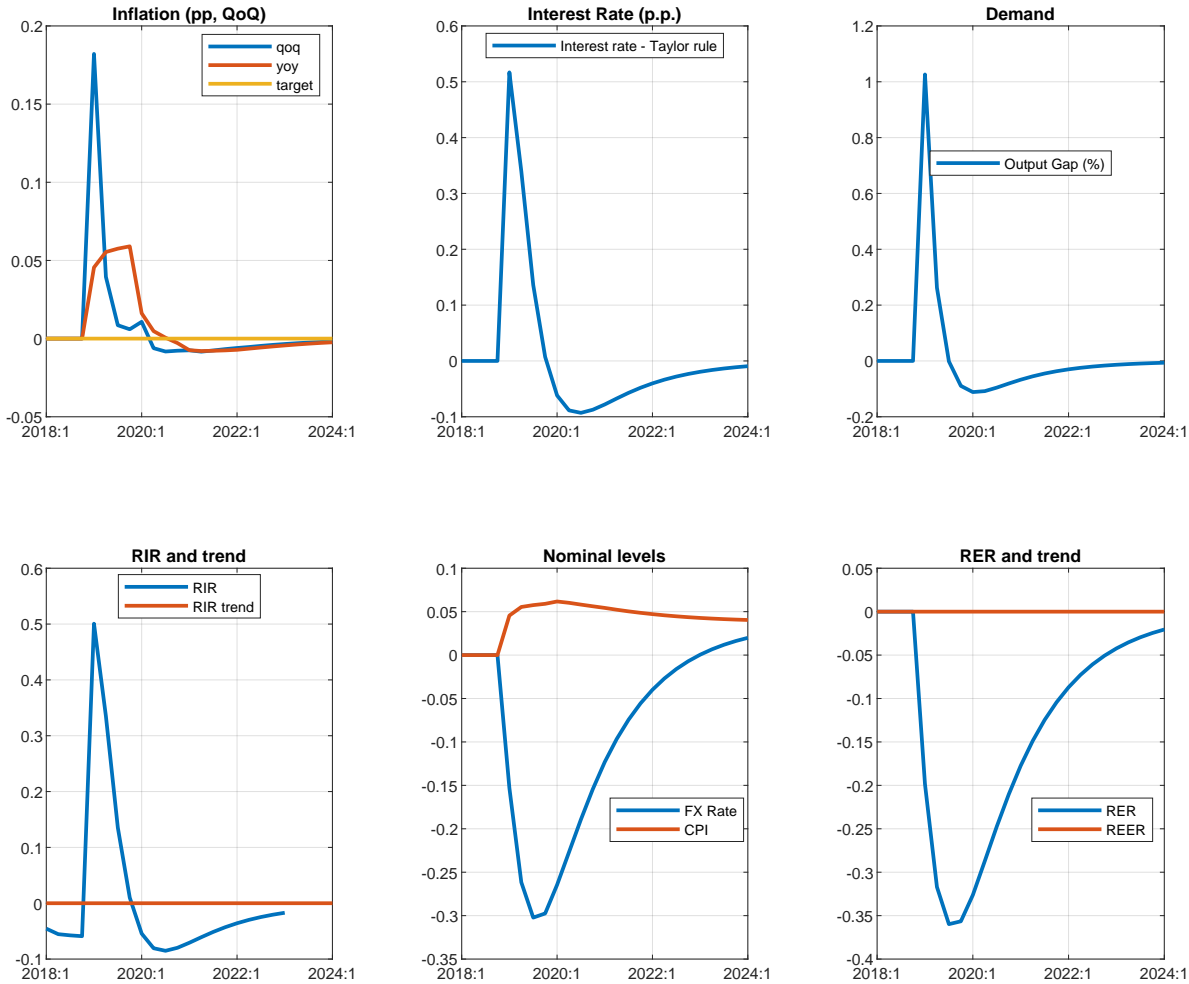 Inflation (pp, QoQ)
0.2
0.15
0.1
0.05
0
-0.05
2018:1 2020:1 2022:1 2024:1
qoq
yoy
target
Interest Rate (p.p.)
0.6
0.5
0.4
0.3
0.2
0.1
0
-0.1
2018:1 2020:1 2022:1 2024:1
Interest rate - Taylor rule
Demand
1.2
1
0.8
0.6
0.4
0.2
0
-0.2
2018:1 2020:1 2022:1 2024:1
Output Gap (%)
RIR and trend
0.6
0.5
0.4
0.3
0.2
0.1
0
-0.1
2018:1 2020:1 2022:1 2024:1
RIR
RIR trend
Nominal levels
0.1
0.05
0
-0.05
-0.1
-0.15
-0.2
-0.25
-0.3
-0.35
2018:1 2020:1 2022:1 2024:1
FX Rate
CPI
RER and trend
0.05
0
-0.05
-0.1
-0.15
-0.2
-0.25
-0.3
-0.35
-0.4
2018:1 2020:1 2022:1 2024:1
RER
REER